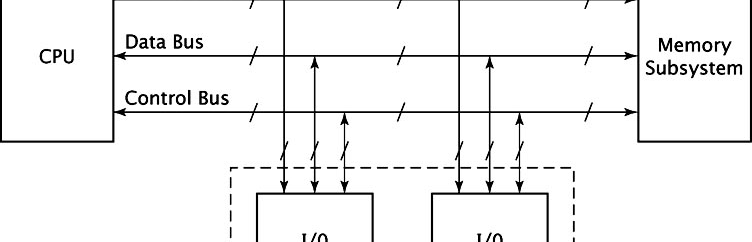 Data Bus
CPU
Memory
Subsystem
Control Bus
I/O
I/O